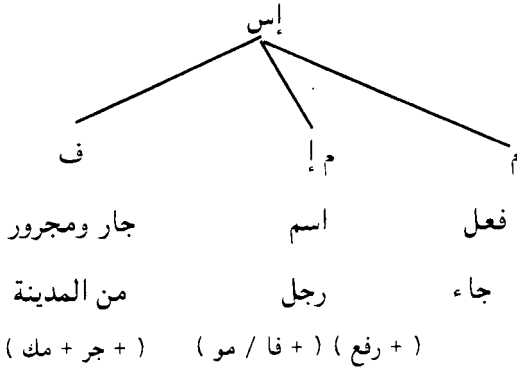 إس
م م إ ف
فعل اسم جار ومجرور
جاء رجل من المدينة
( + رفع ) ( + فا / مو ) ( + جر + مك )